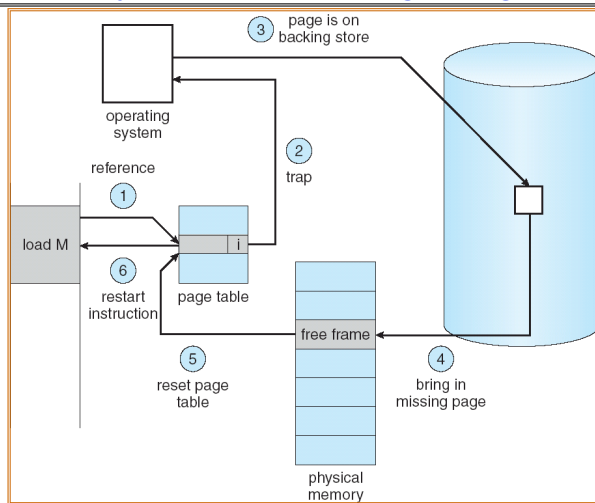 3
page is on
backing store
operating
system
2
trap
reference
1
load M
i
6
restart
instruction
page table
free frame
5
reset page
table
4
bring in
missing page
physical
memory